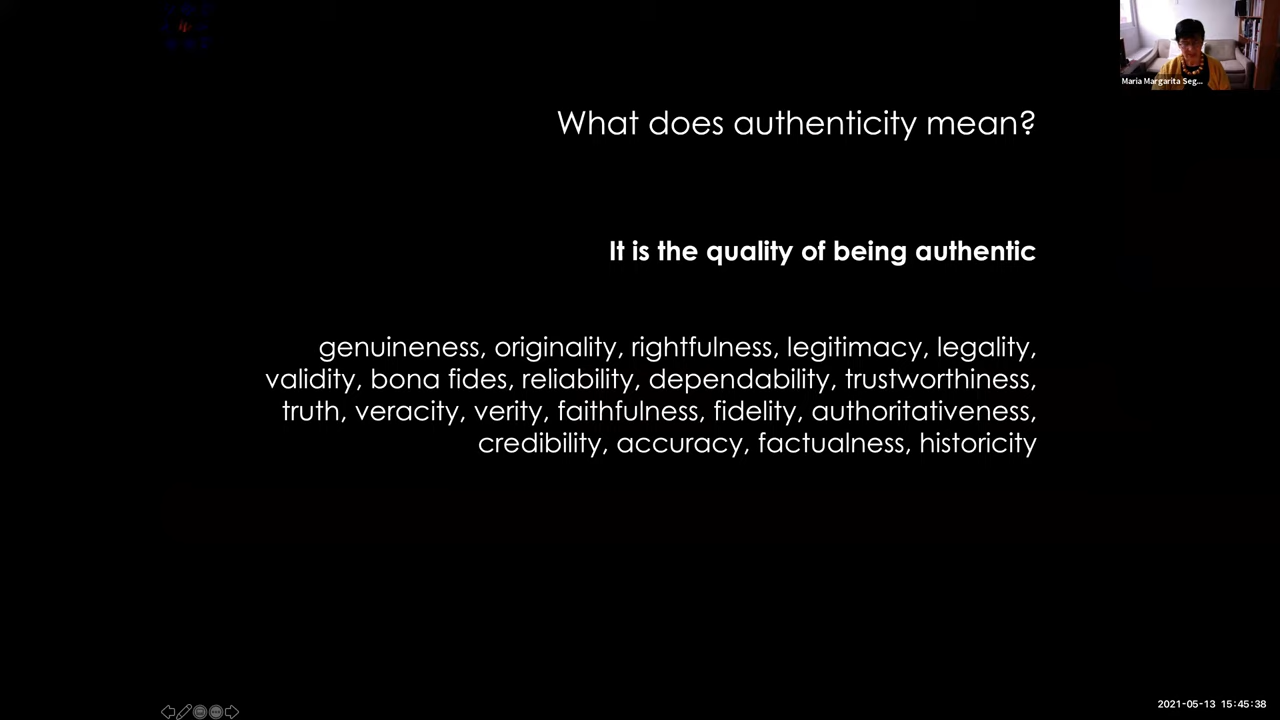 What does authenticity mean?
It is the quality of being authentic
genuineness, originality, rightfulness, legitimacy, legality,
validity, bona fides, reliability, dependability, trustworthiness,
truth, veracity, verity, faithfulness, fidelity, authoritativeness,
credibility, accuracy, factualness, historicity
Maria Margarita Seg...
2021-05-13 15:45:38